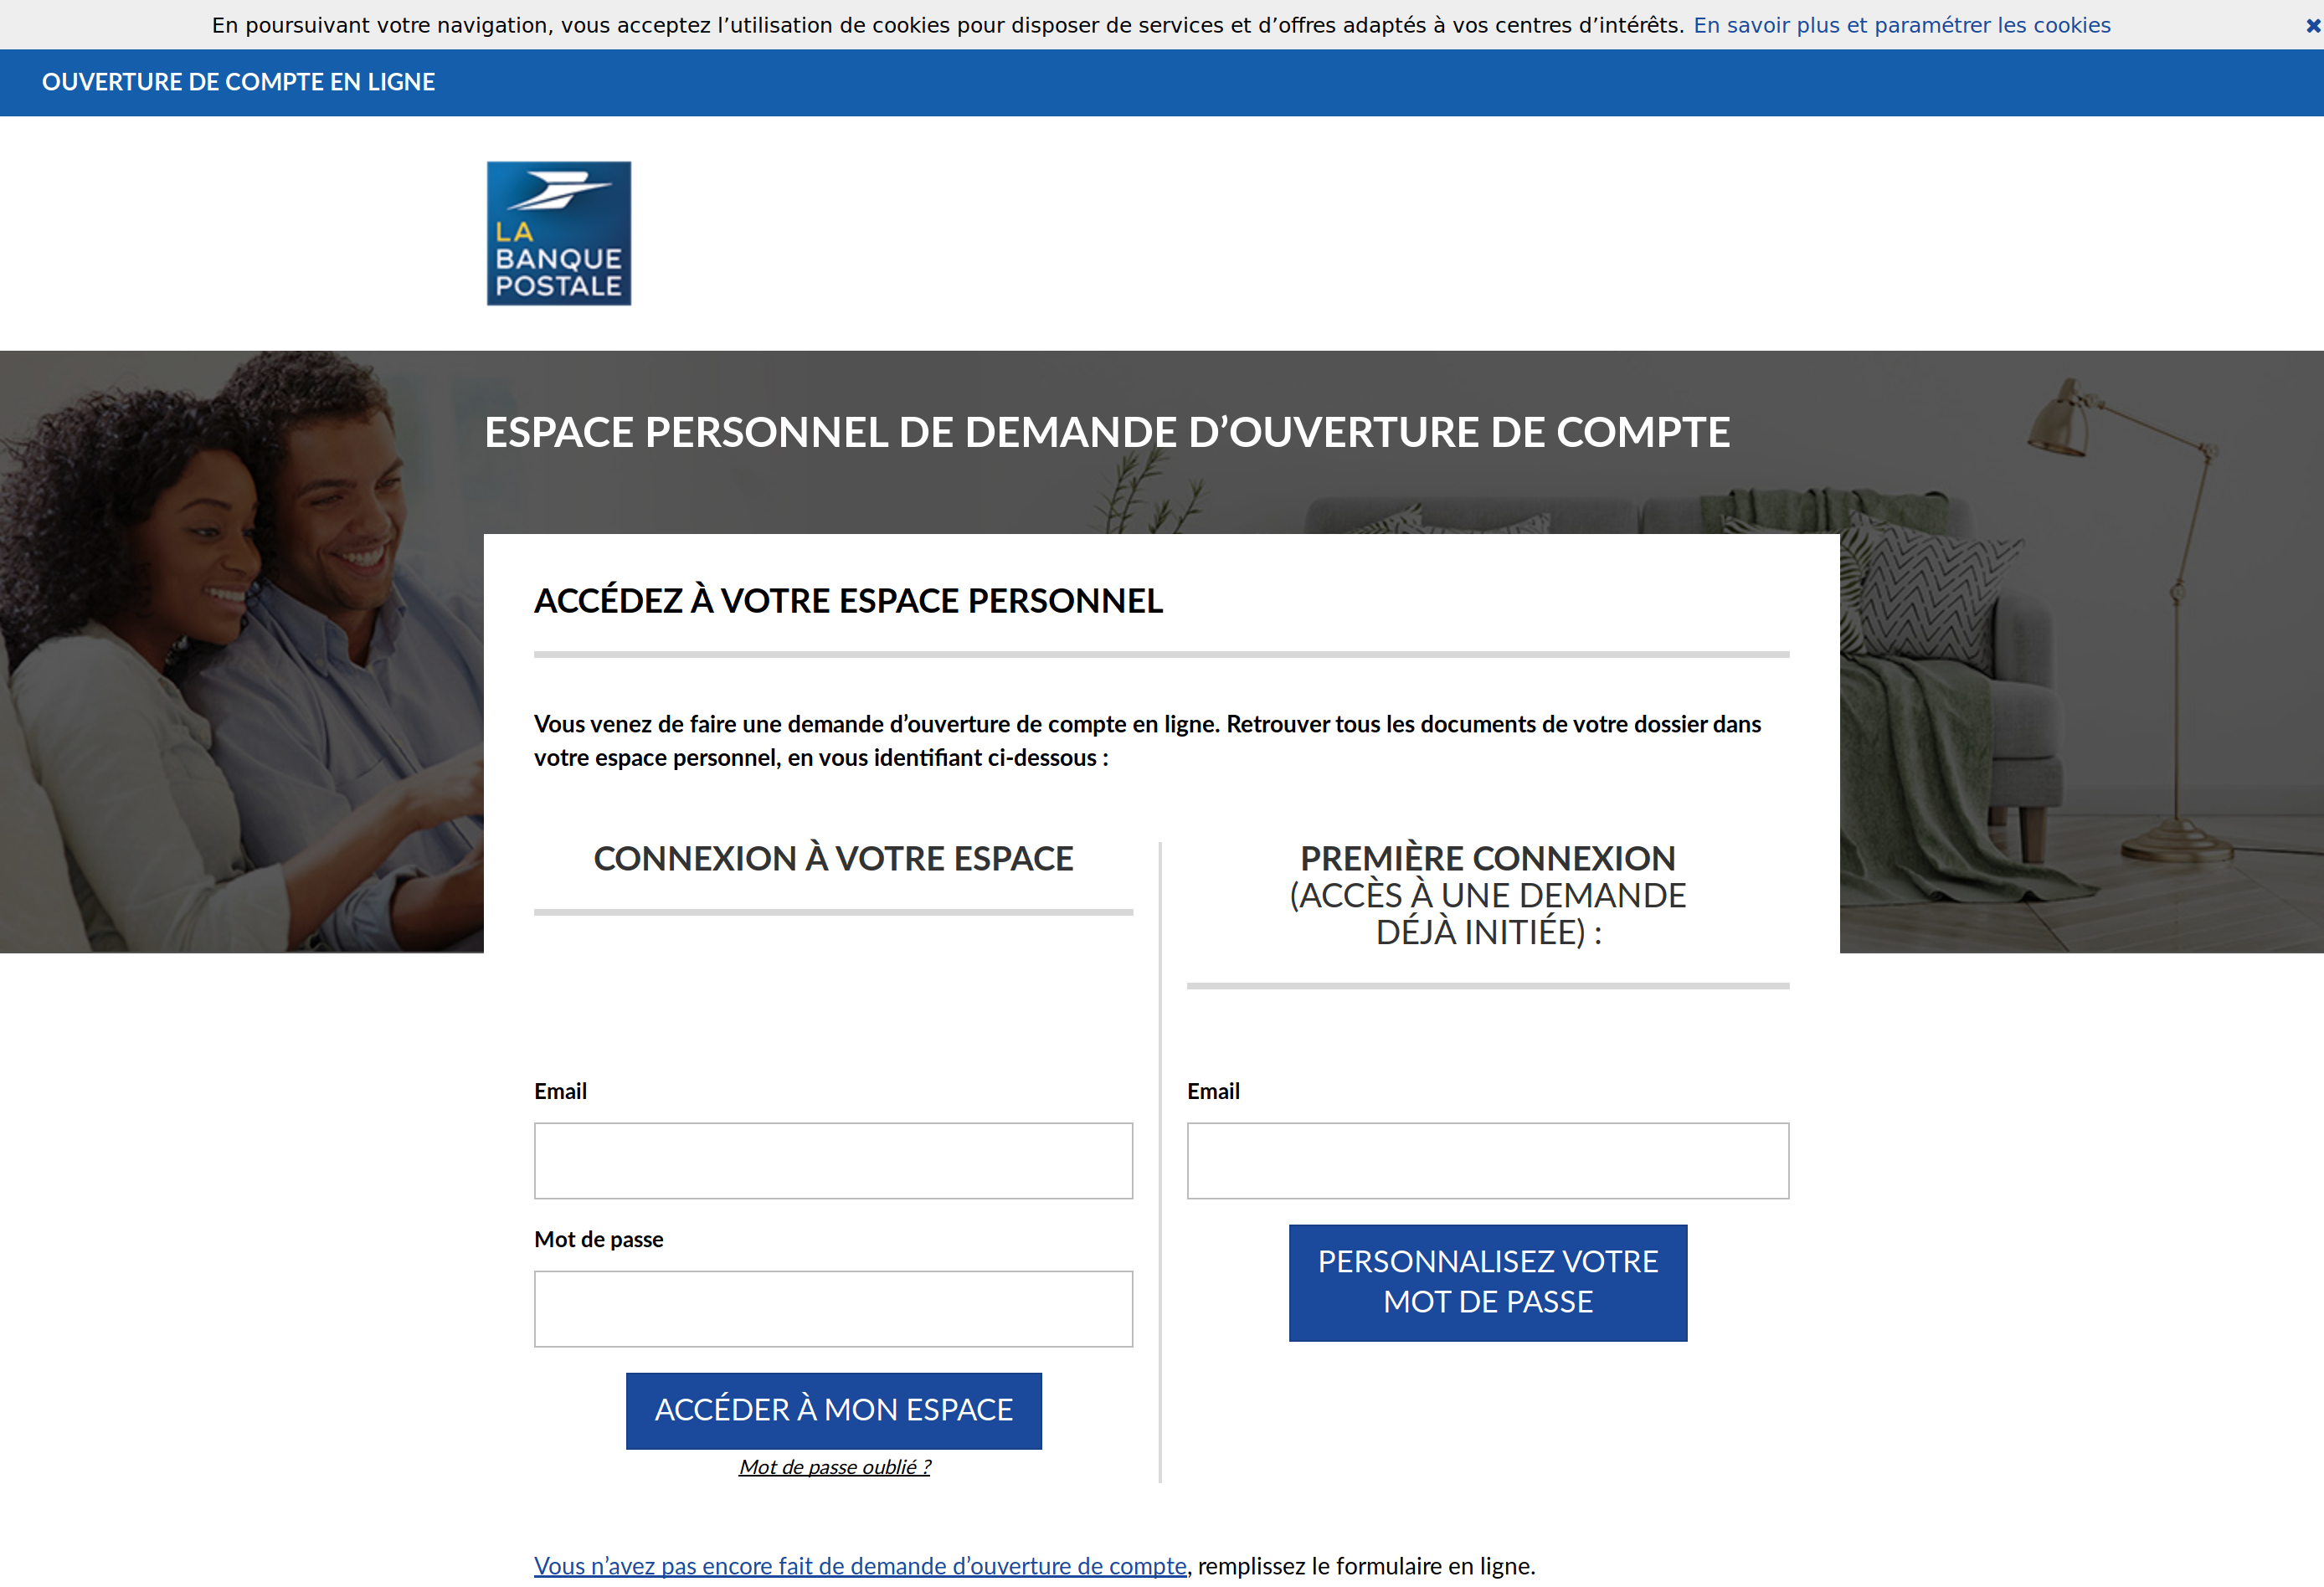 En poursuivant votre navigation, vous acceptez l’utilisation de cookies pour disposer de services et d’offres adaptés à vos centres d’intérêts. En savoir plus et paramétrer les cookies
OUVERTURE DE COMPTE EN LIGNE
LA
BANQUE
POSTALE
ESPACE PERSONNEL DE DEMANDE D’OUVERTURE DE COMPTE
ACCÉDEZ À VOTRE ESPACE PERSONNEL
Vous venez de faire une demande d’ouverture de compte en ligne. Retrouver tous les documents de votre dossier dans
votre espace personnel, en vous identifiant ci-dessous :
CONNEXION À VOTRE ESPACE
Email
Mot de passe
ACCÉDER À MON ESPACE
Mot de passe oublié ?
PREMIÈRE CONNEXION
(ACCÈS À UNE DEMANDE
DÉJÀ INITIÉE) :
Email
PERSONNALISEZ VOTRE
MOT DE PASSE
Vous n’avez pas encore fait de demande d’ouverture de compte, remplissez le formulaire en ligne.